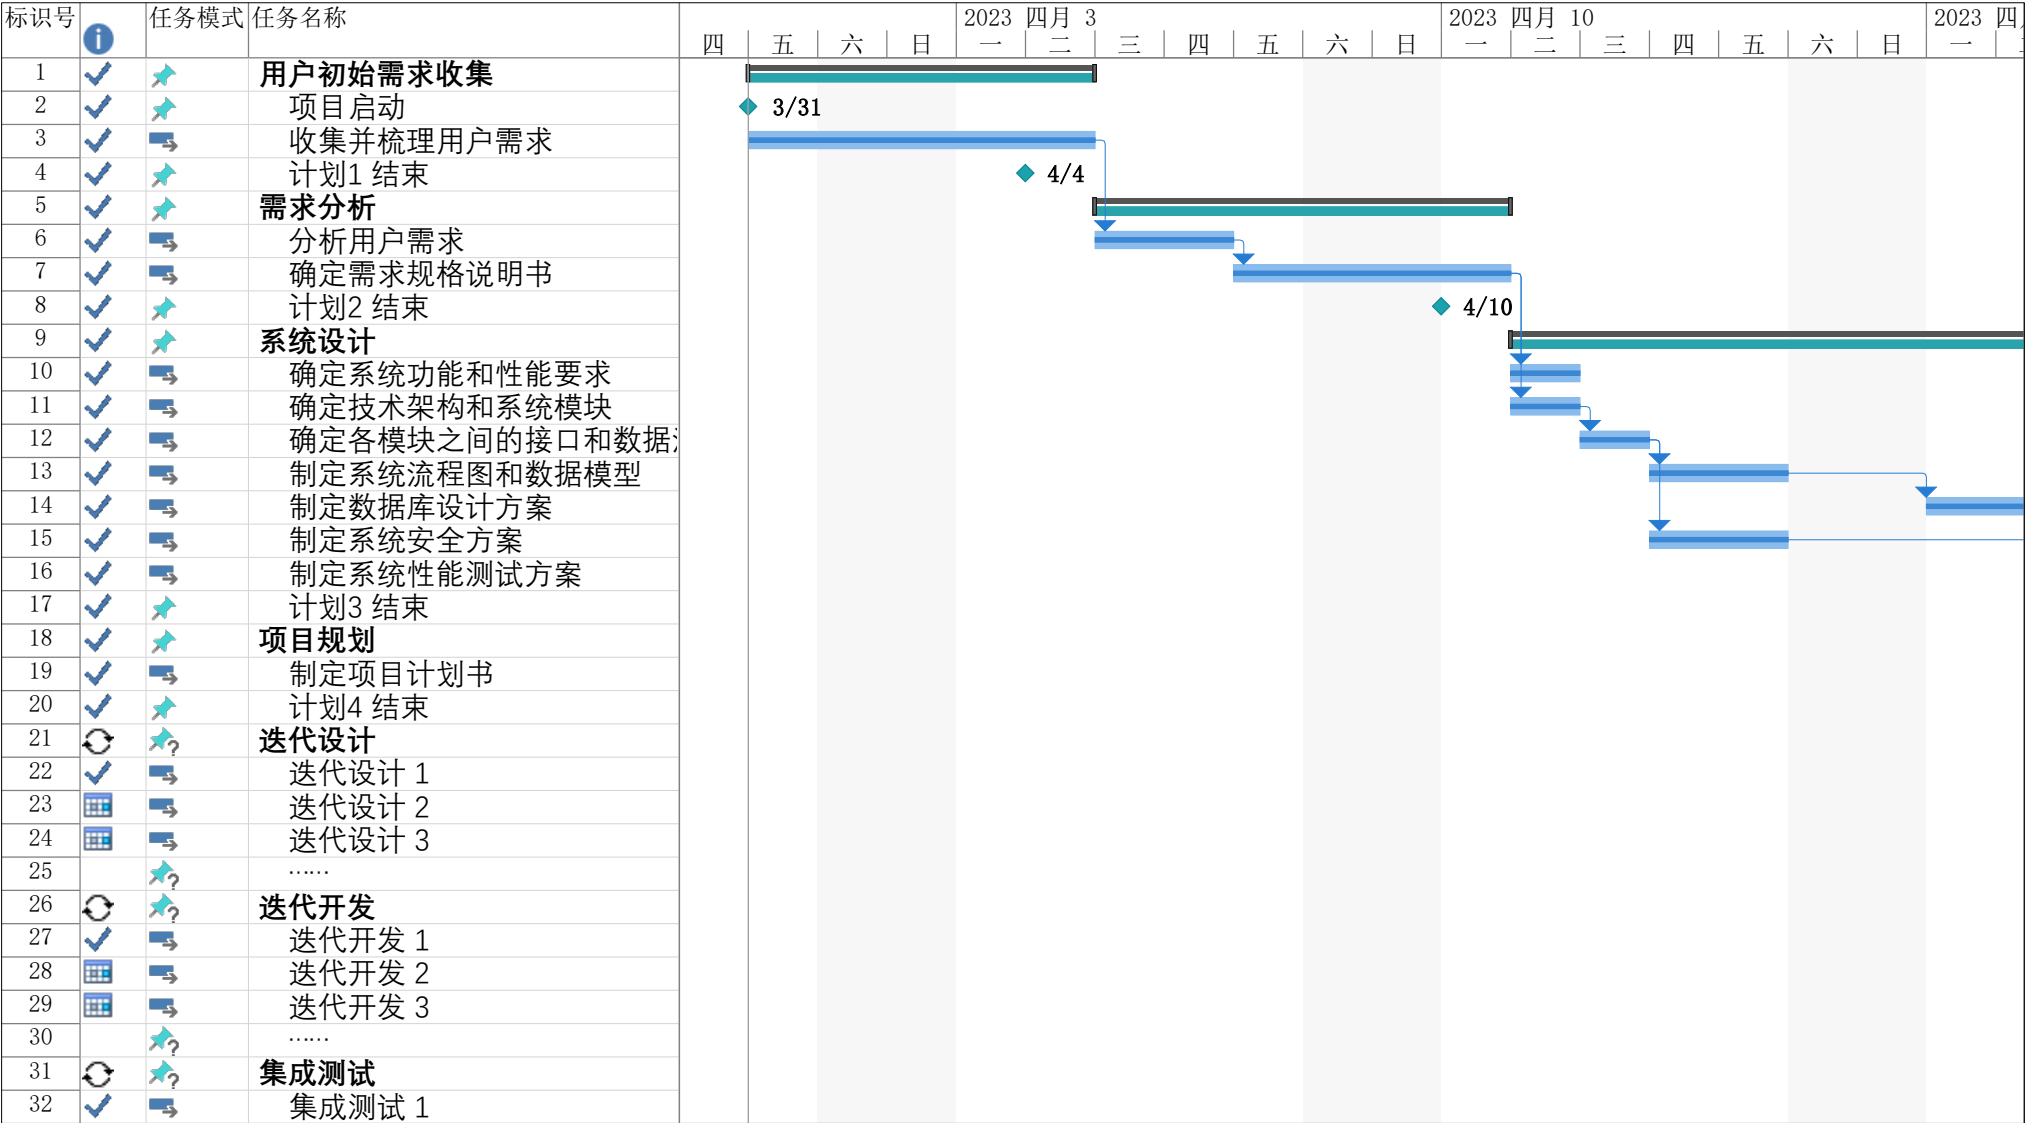 标识号 任务模式 任务名称 2023 四月 3 2023 四月 10 2023 四月
四 五 六 日 一 二 三 四 五 六 日 一 二 三 四 五 六 日 一
1 用户初始需求收集
2 项目启动 3/31
3 收集并梳理用户需求
4 计划1 结束 4/4
5 需求分析
6 分析用户需求
7 确定需求规格说明书
8 计划2 结束 4/10
9 系统设计
10 确定系统功能和性能要求
11 确定技术架构和系统模块
12 确定各模块之间的接口和数据
13 制定系统流程图和数据模型
14 制定数据库设计方案
15 制定系统安全方案
16 制定系统性能测试方案
17 计划3 结束
18 项目规划
19 制定项目计划书
20 计划4 结束
21 迭代设计
22 迭代设计 1
23 迭代设计 2
24 迭代设计 3
25 ……
26 迭代开发
27 迭代开发 1
28 迭代开发 2
29 迭代开发 3
30 ……
31 集成测试
32 集成测试 1